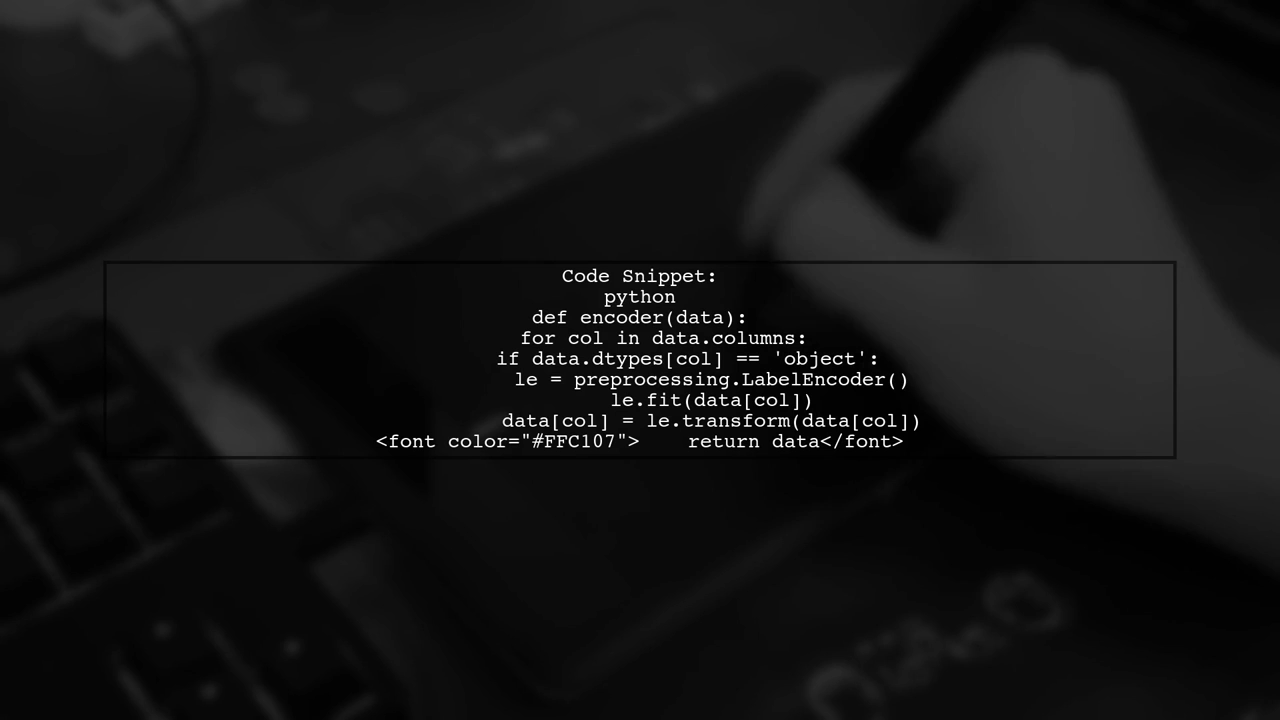 Code Snippet:
python
def encoder(data):
for col in data.columns:
if data.dtypes[col] == 'object':
le = preprocessing.LabelEncoder()
le.fit(data[col])
data[col] = le.transform(data[col])
<font color="#FFC107">    return data</font>